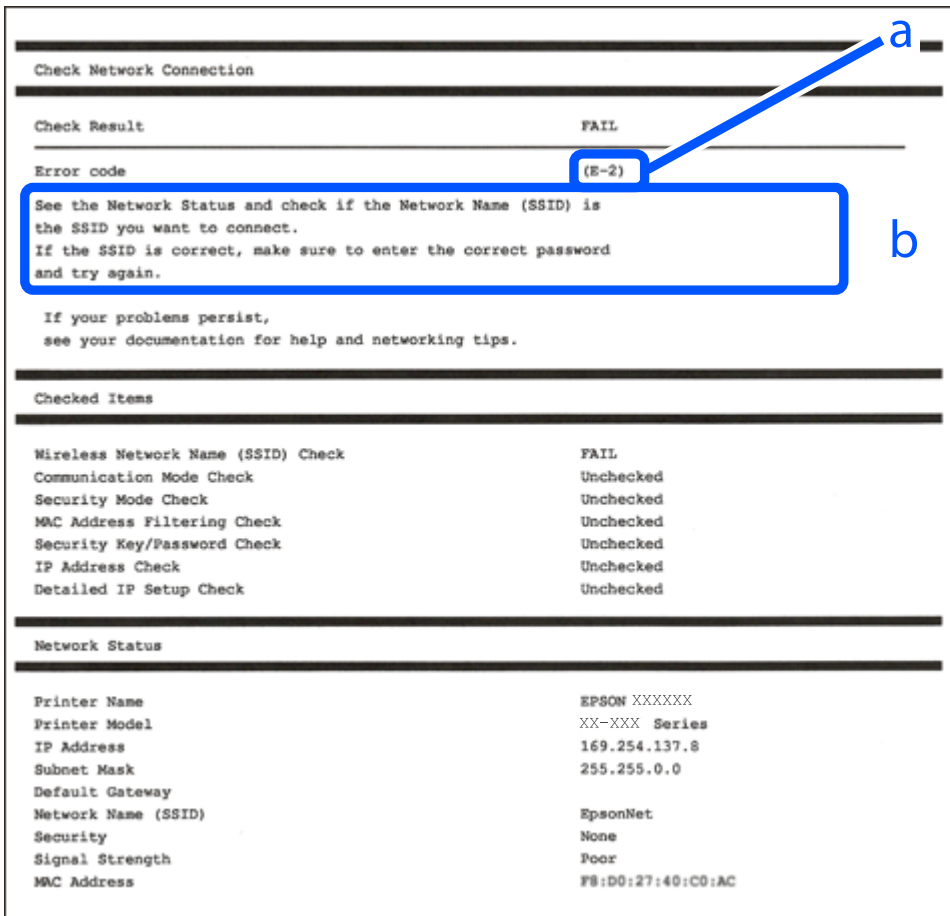 a
Check Network Connection
Check Result FAIL
Error code (E-2)
See the Network Status and check if the Network Name (SSID) is
the SSID you want to connect.
If the SSID is correct, make sure to enter the correct password
and try again.
b
If your problems persist,
see your documentation for help and networking tips.
Checked Items
Wireless Network Name (SSID) Check FAIL
Communication Mode Check Unchecked
Security Mode Check Unchecked
MAC Address Filtering Check Unchecked
Security Key/Password Check Unchecked
IP Address Check Unchecked
Detailed IP Setup Check Unchecked
Network Status
Printer Name EPSON XXXXXX
Printer Model XX-XXX Series
IP Address 169.254.137.8
Subnet Mask 255.255.0.0
Default Gateway
Network Name (SSID) EpsonNet
Security None
Signal Strength Poor
MAC Address F8:D0:27:40:C0:AC